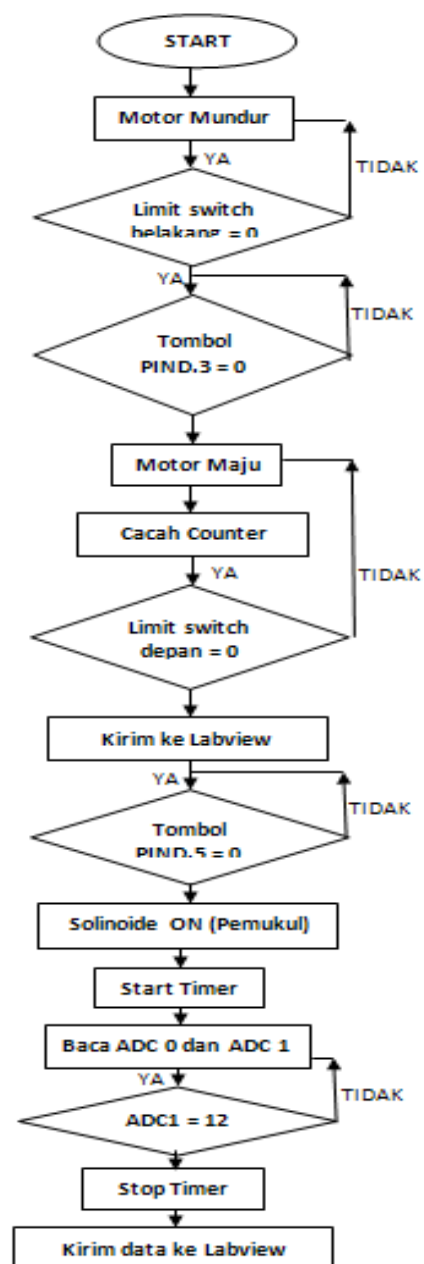 START
Motor Mundur
YA
TIDAK
Limit switch
belakang = 0
YA
TIDAK
Tombol
PIND.3 = 0
Motor Maju
Cacah Counter
YA
TIDAK
Limit switch
depan = 0
Kirim ke Labview
YA
TIDAK
Tombol
PIND.5 = 0
Solinoide ON (Pemukul)
Start Timer
Baca ADC 0 dan ADC 1
YA
TIDAK
ADC1 = 12
Stop Timer
Kirim data ke Labview